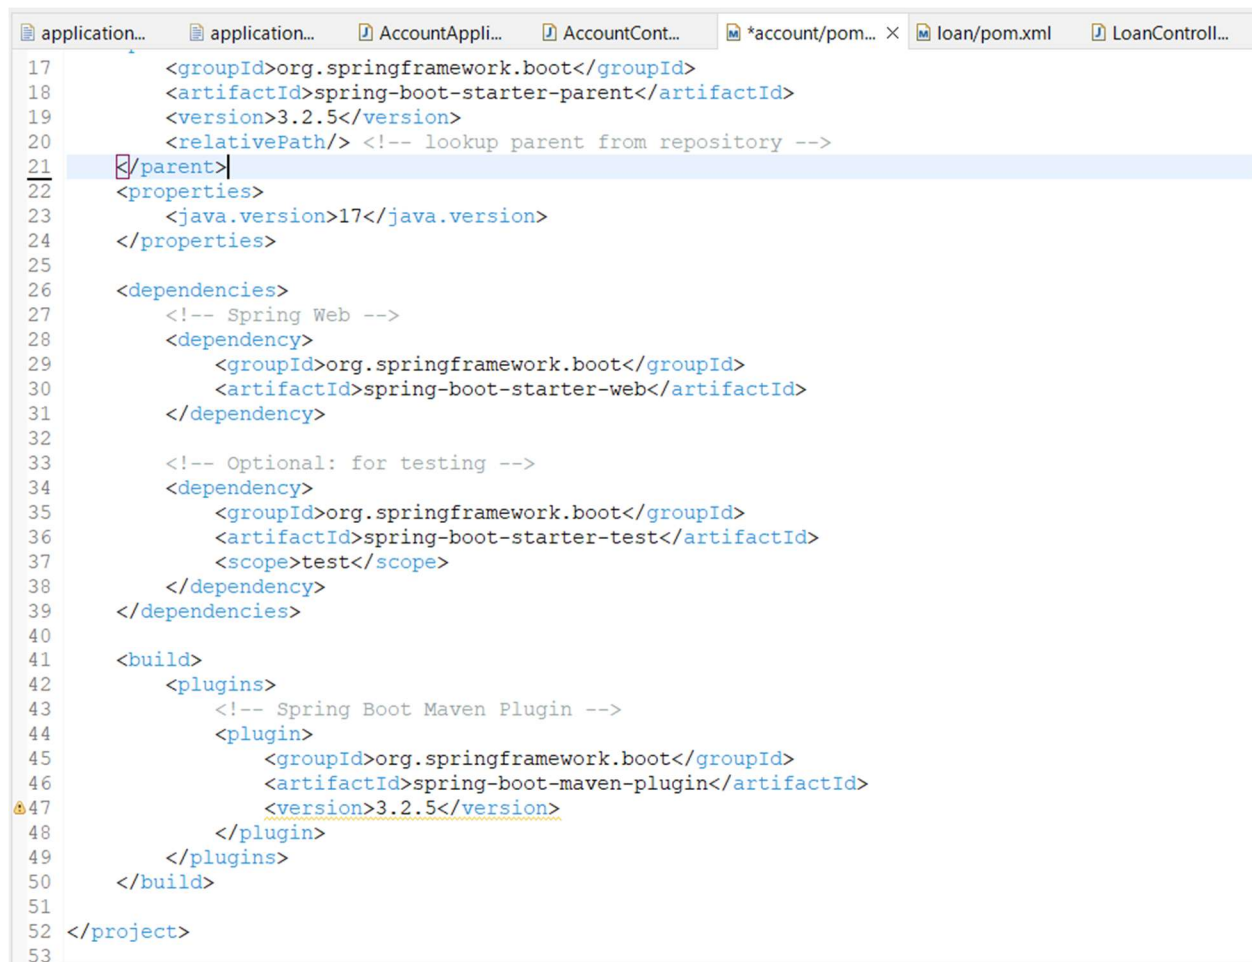 application... application... AccountAppli... AccountCont... *account/pom... loan/pom.xml LoanControll...
17 <groupId>org.springframework.boot</groupId>
18 <artifactId>spring-boot-starter-parent</artifactId>
19 <version>3.2.5</version>
20 <relativePath/> <!-- lookup parent from repository -->
21 </parent>
22 <properties>
23 <java.version>17</java.version>
24 </properties>
25
26 <dependencies>
27 <!-- Spring Web -->
28 <dependency>
29 <groupId>org.springframework.boot</groupId>
30 <artifactId>spring-boot-starter-web</artifactId>
31 </dependency>
32
33 <!-- Optional: for testing -->
34 <dependency>
35 <groupId>org.springframework.boot</groupId>
36 <artifactId>spring-boot-starter-test</artifactId>
37 <scope>test</scope>
38 </dependency>
39 </dependencies>
40
41 <build>
42 <plugins>
43 <!-- Spring Boot Maven Plugin -->
44 <plugin>
45 <groupId>org.springframework.boot</groupId>
46 <artifactId>spring-boot-maven-plugin</artifactId>
47 <version>3.2.5</version>
48 </plugin>
49 </plugins>
50 </build>
51
52 </project>
53